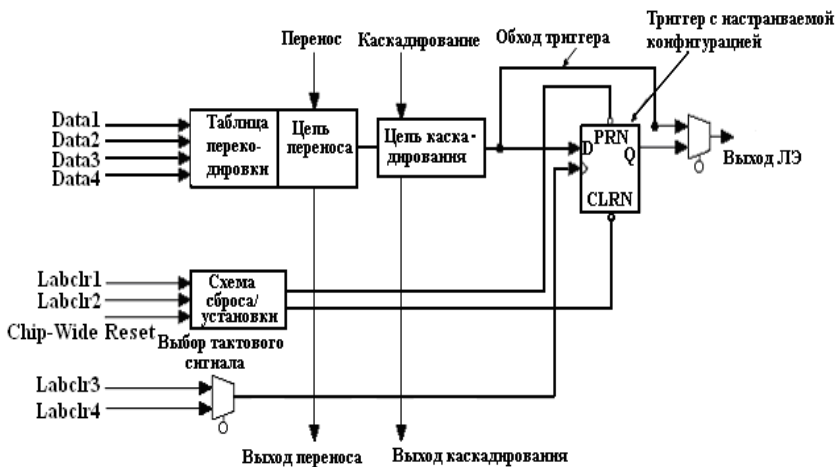 Перенос
Каскадирование
Обход триггера
Триггер с настраиваемой
конфигурацией
Data1
Data2
Data3
Data4
Таблица
переко-
дировки
Цепь
переноса
Цепь каска -
дирования
PRN
D
Q
CLRN
Выход ЛЭ
Labclr1
Labclr2
Chip-Wide Reset
Схема
сброса/
установки
Выбор тактового
сигнала
Labclr3
Labclr4
Выход переноса
Выход каскадирования